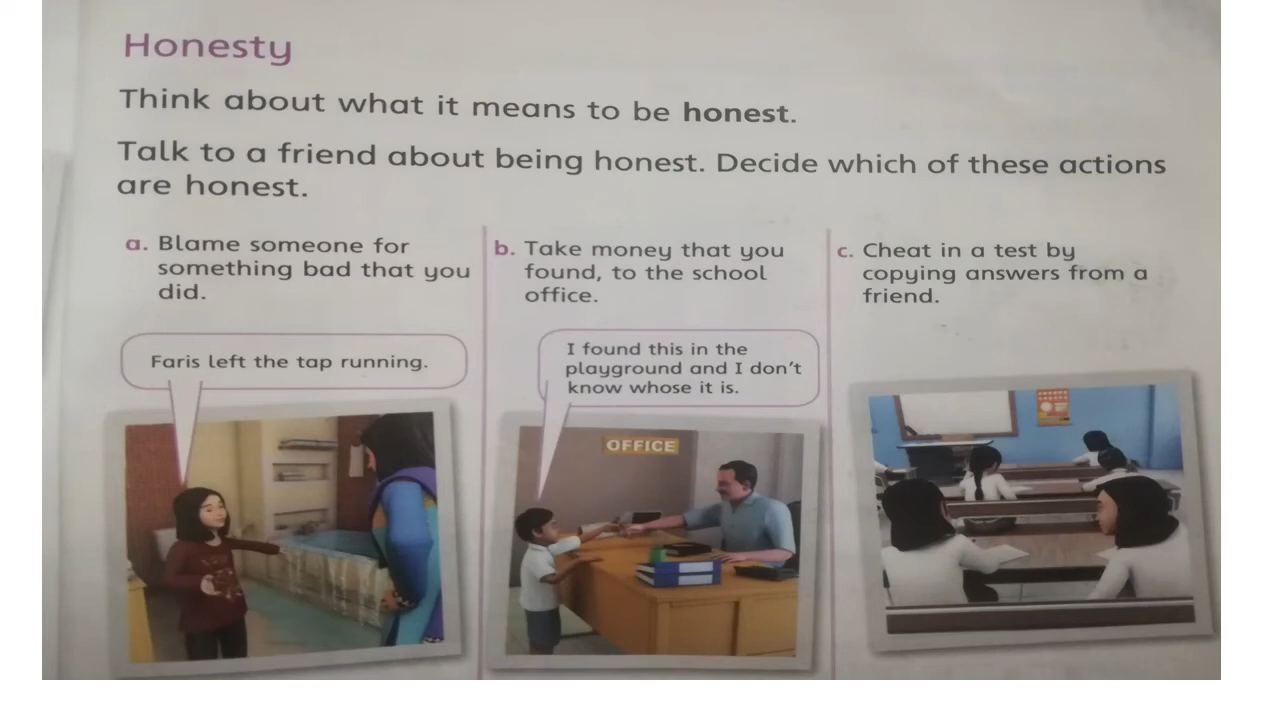 Honesty
Think about what it means to be honest.
Talk to a friend about being honest. Decide which of these actions
are honest.
a. Blame someone for
something bad that you
did.
Faris left the tap running.
b. Take money that you
found, to the school
office.
I found this in the
playground and I don't
know whose it is.
OFFICE
c. Cheat in a test by
copying answers from a
friend.